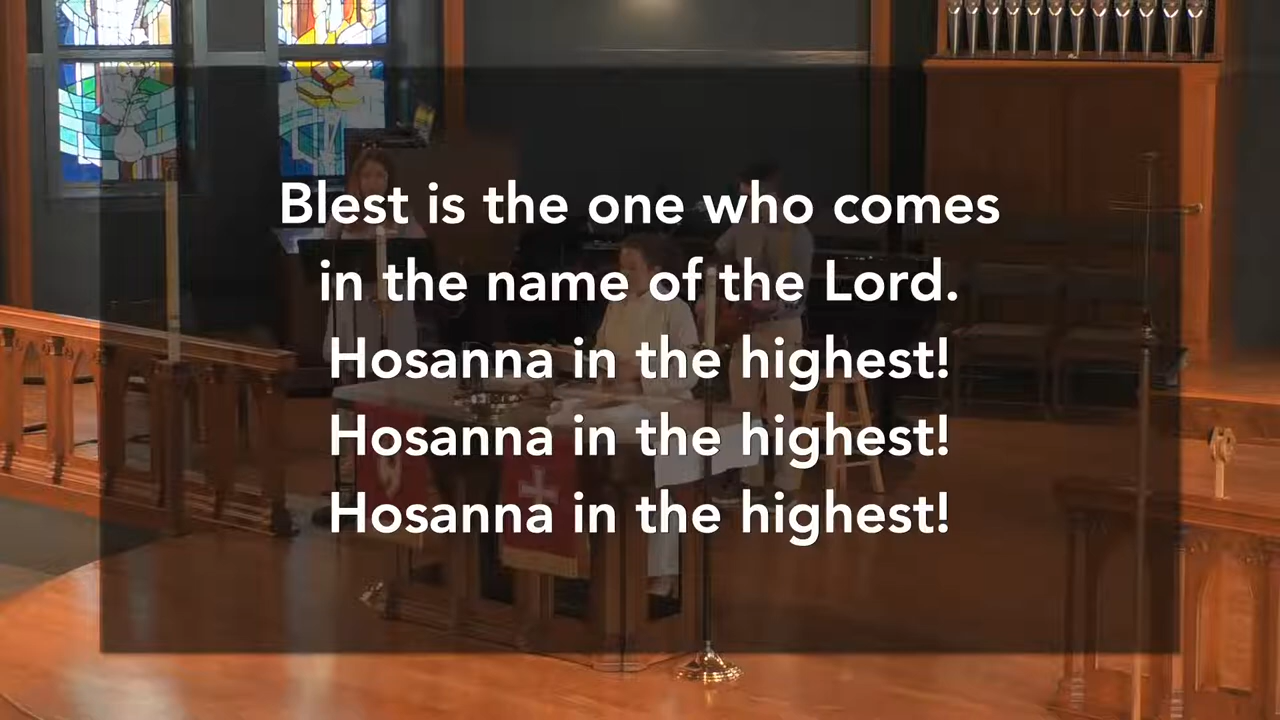 Blest is the one who comes
in the name of the Lord.
Hosanna in the highest!
Hosanna in the highest!
Hosanna in the highest!